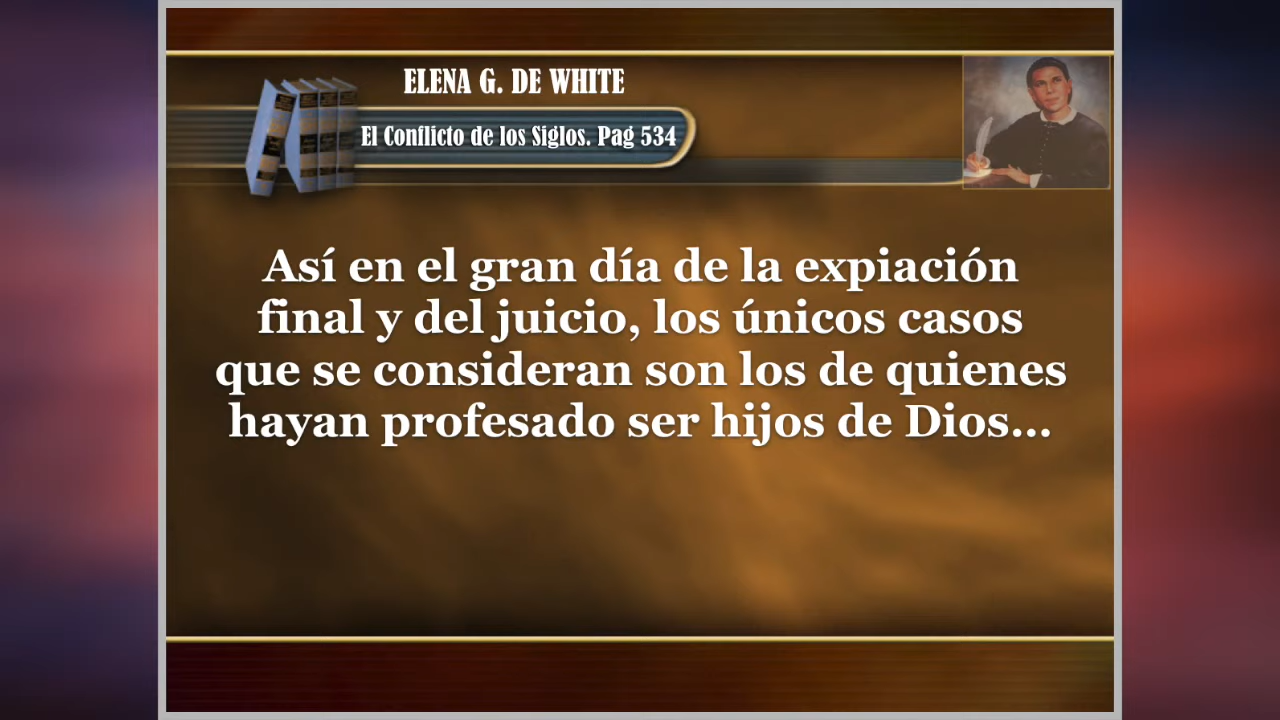 ELENA G. DE WHITE
El Conflicto de los Siglos. Pag 534
Así en el gran día de la expiación
final y del juicio, los únicos casos
que se consideran son los de quienes
hayan profesado ser hijos de Dios...